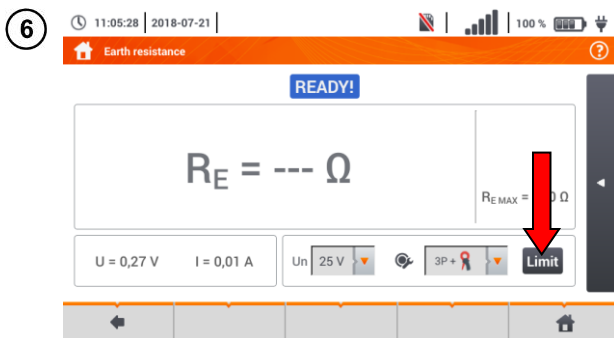 6
11:05:28 2018-07-21 100 %
Earth resistance ?
READY!
RE = --- Ω
RE MAX = 0 Ω
U = 0,27 V I = 0,01 A Un 25 V 3P + Limit